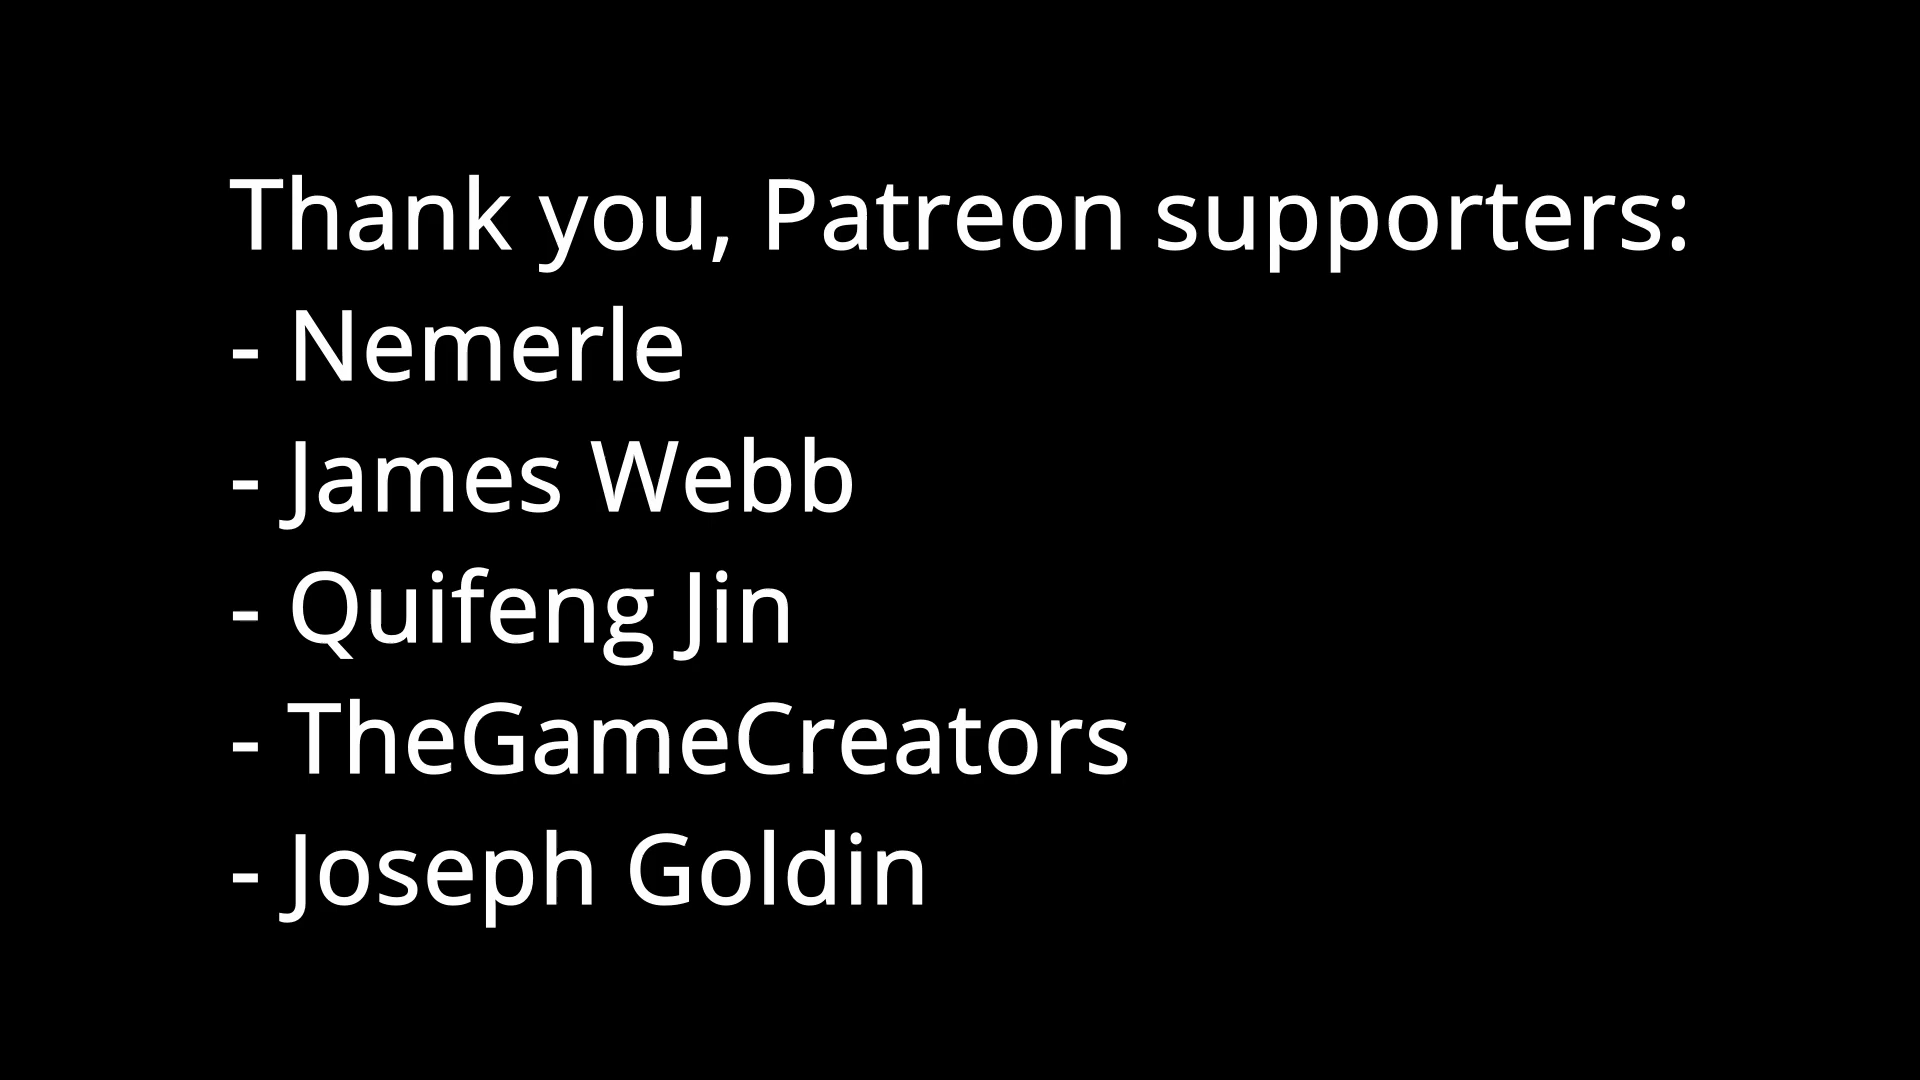 Thank you, Patreon supporters:
- Nemerle
- James Webb
- Quifeng Jin
- TheGameCreators
- Joseph Goldin